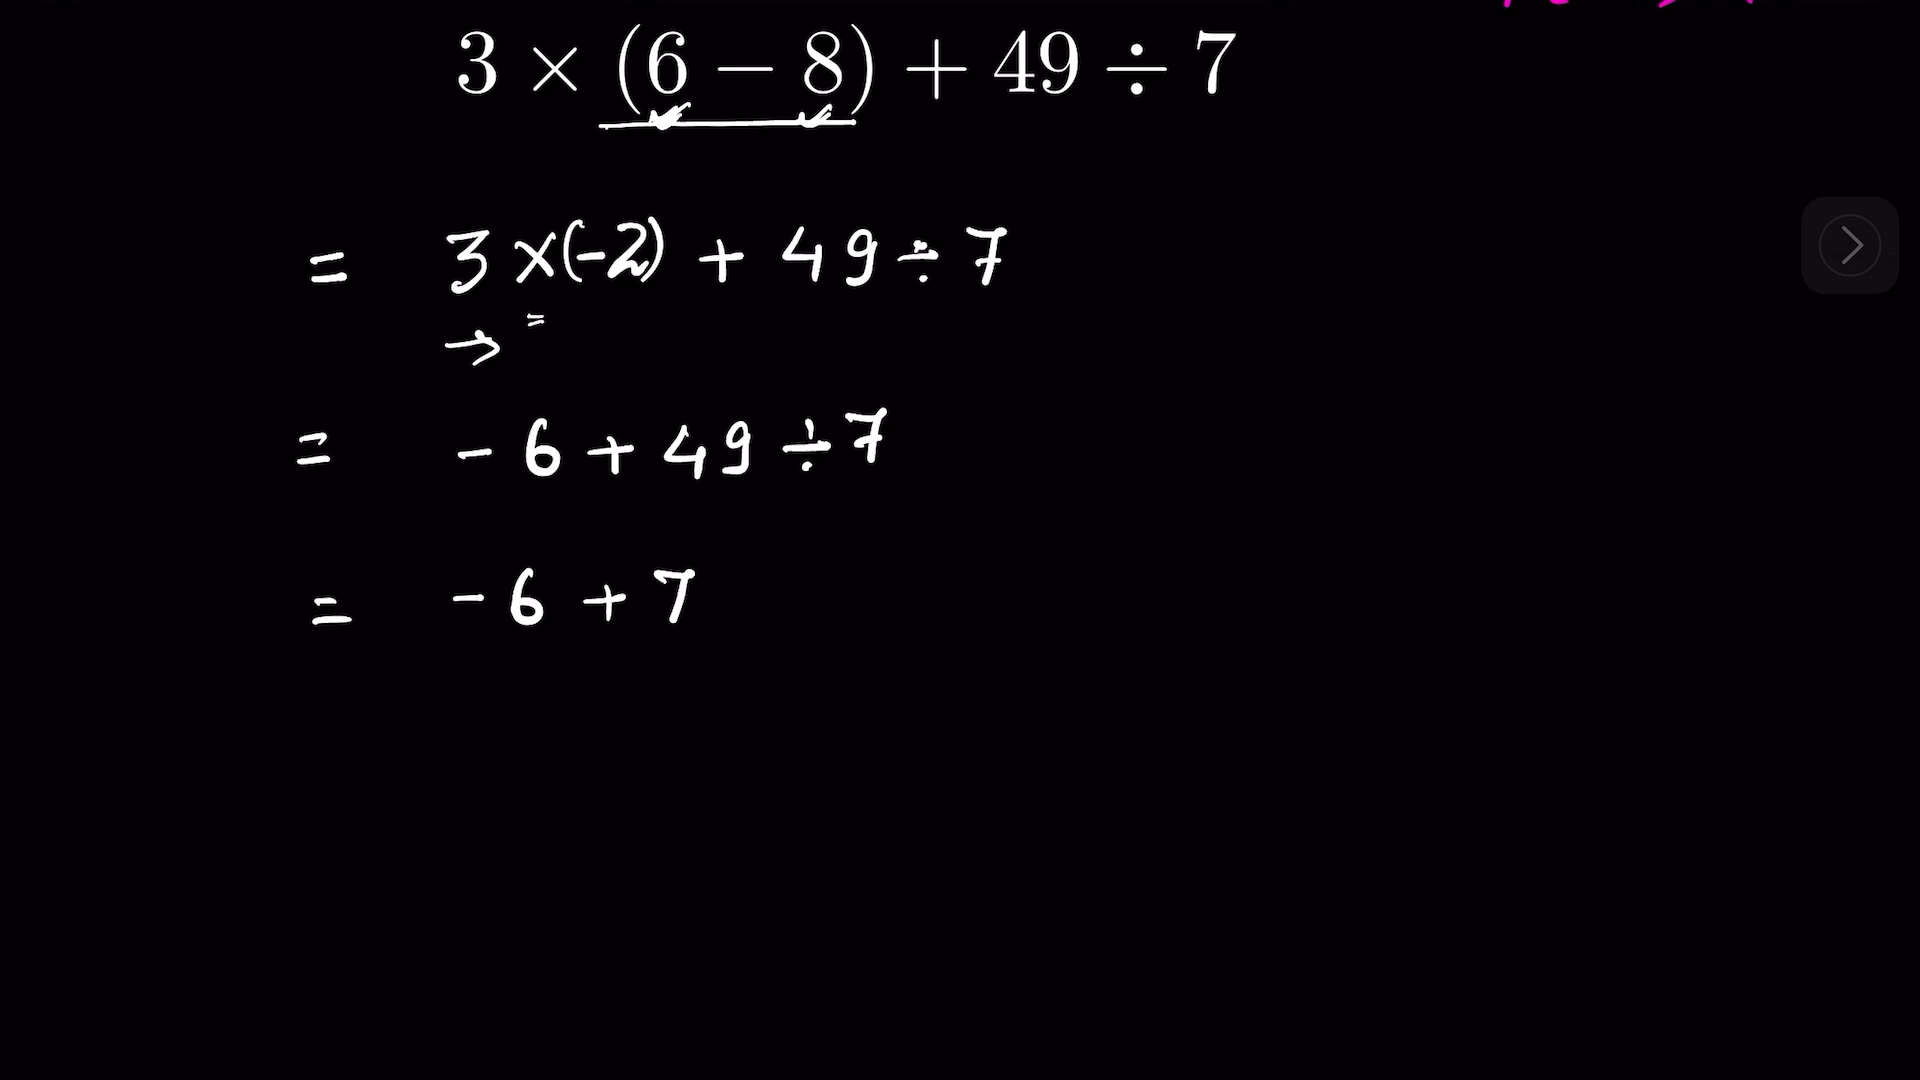 3 × (6 − 8) + 49 ÷ 7
= 3 ×(-2) + 49 ÷ 7
→ =
= - 6 + 49 ÷ 7
= - 6 + 7